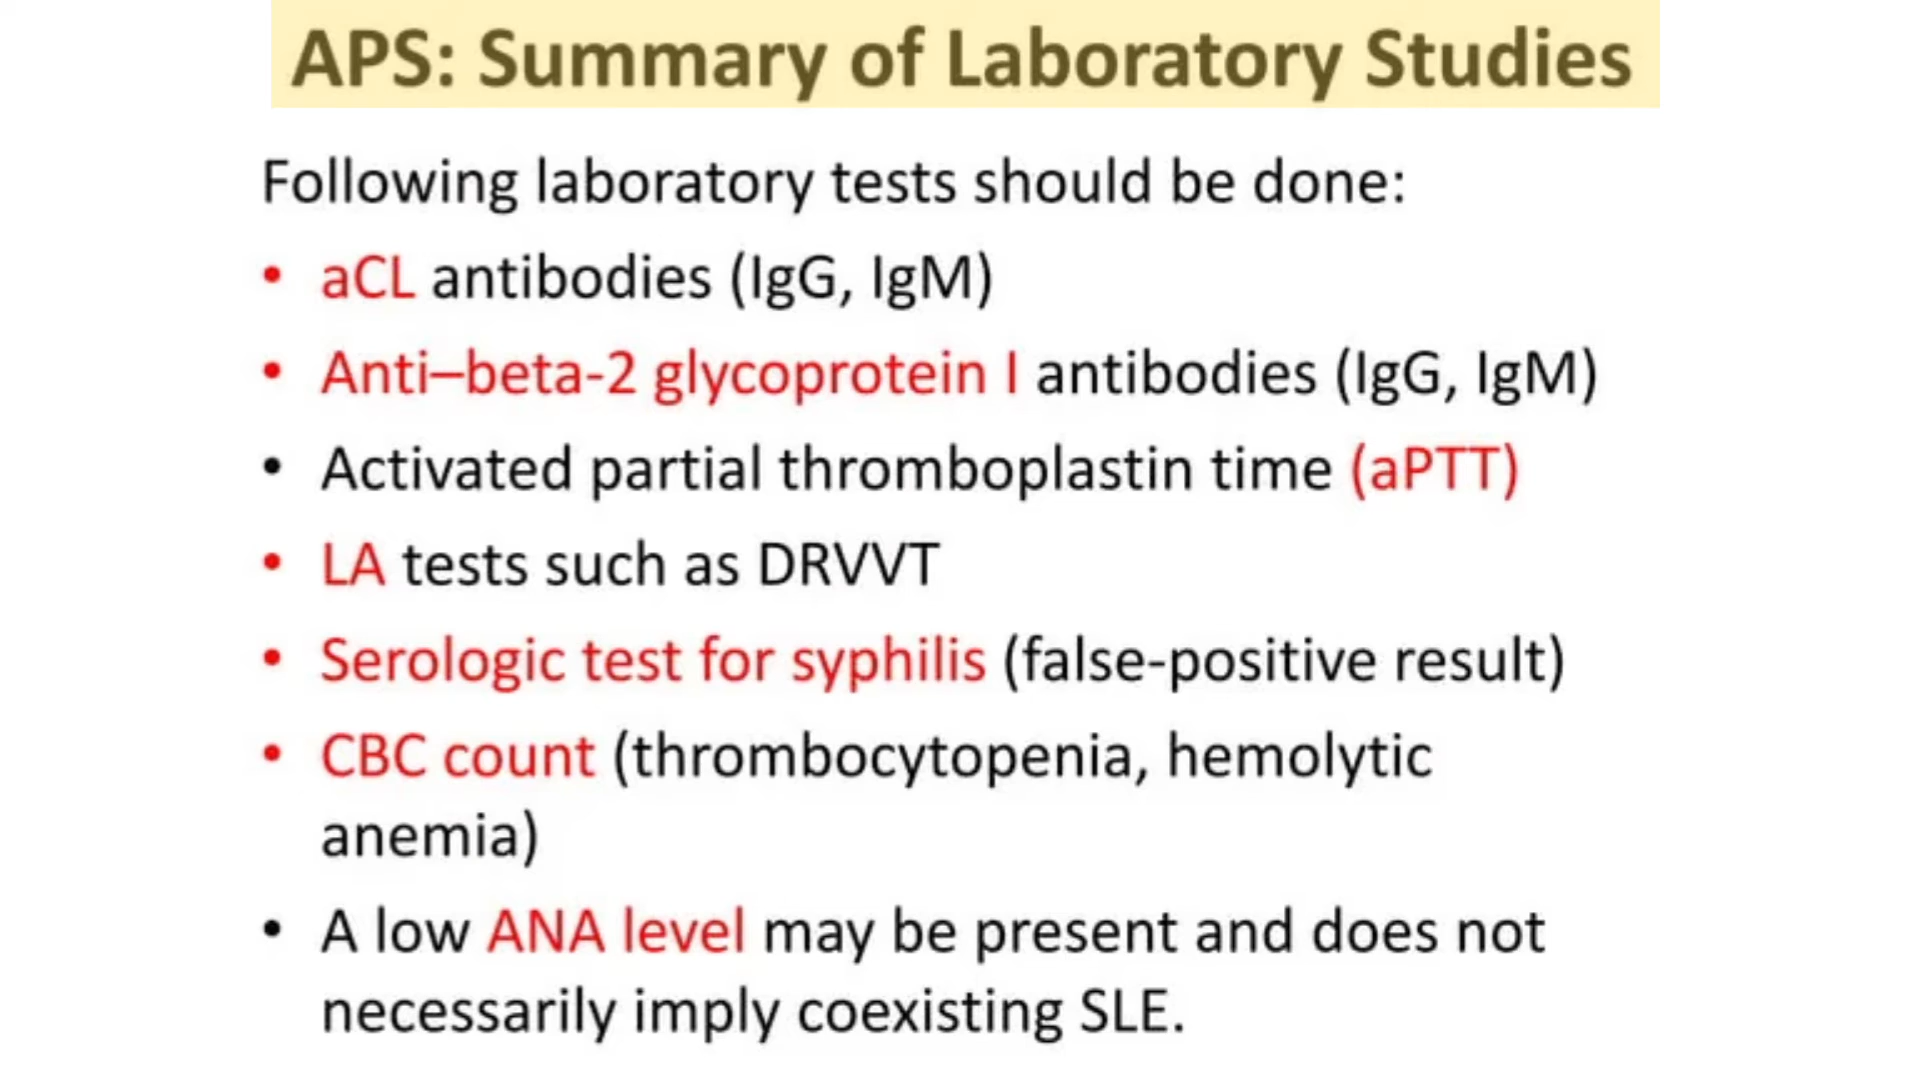 APS: Summary of Laboratory Studies
Following laboratory tests should be done:
• aCL antibodies (IgG, IgM)
• Anti–beta-2 glycoprotein I antibodies (IgG, IgM)
• Activated partial thromboplastin time (aPTT)
• LA tests such as DRVVT
• Serologic test for syphilis (false-positive result)
• CBC count (thrombocytopenia, hemolytic
anemia)
• A low ANA level may be present and does not
necessarily imply coexisting SLE.